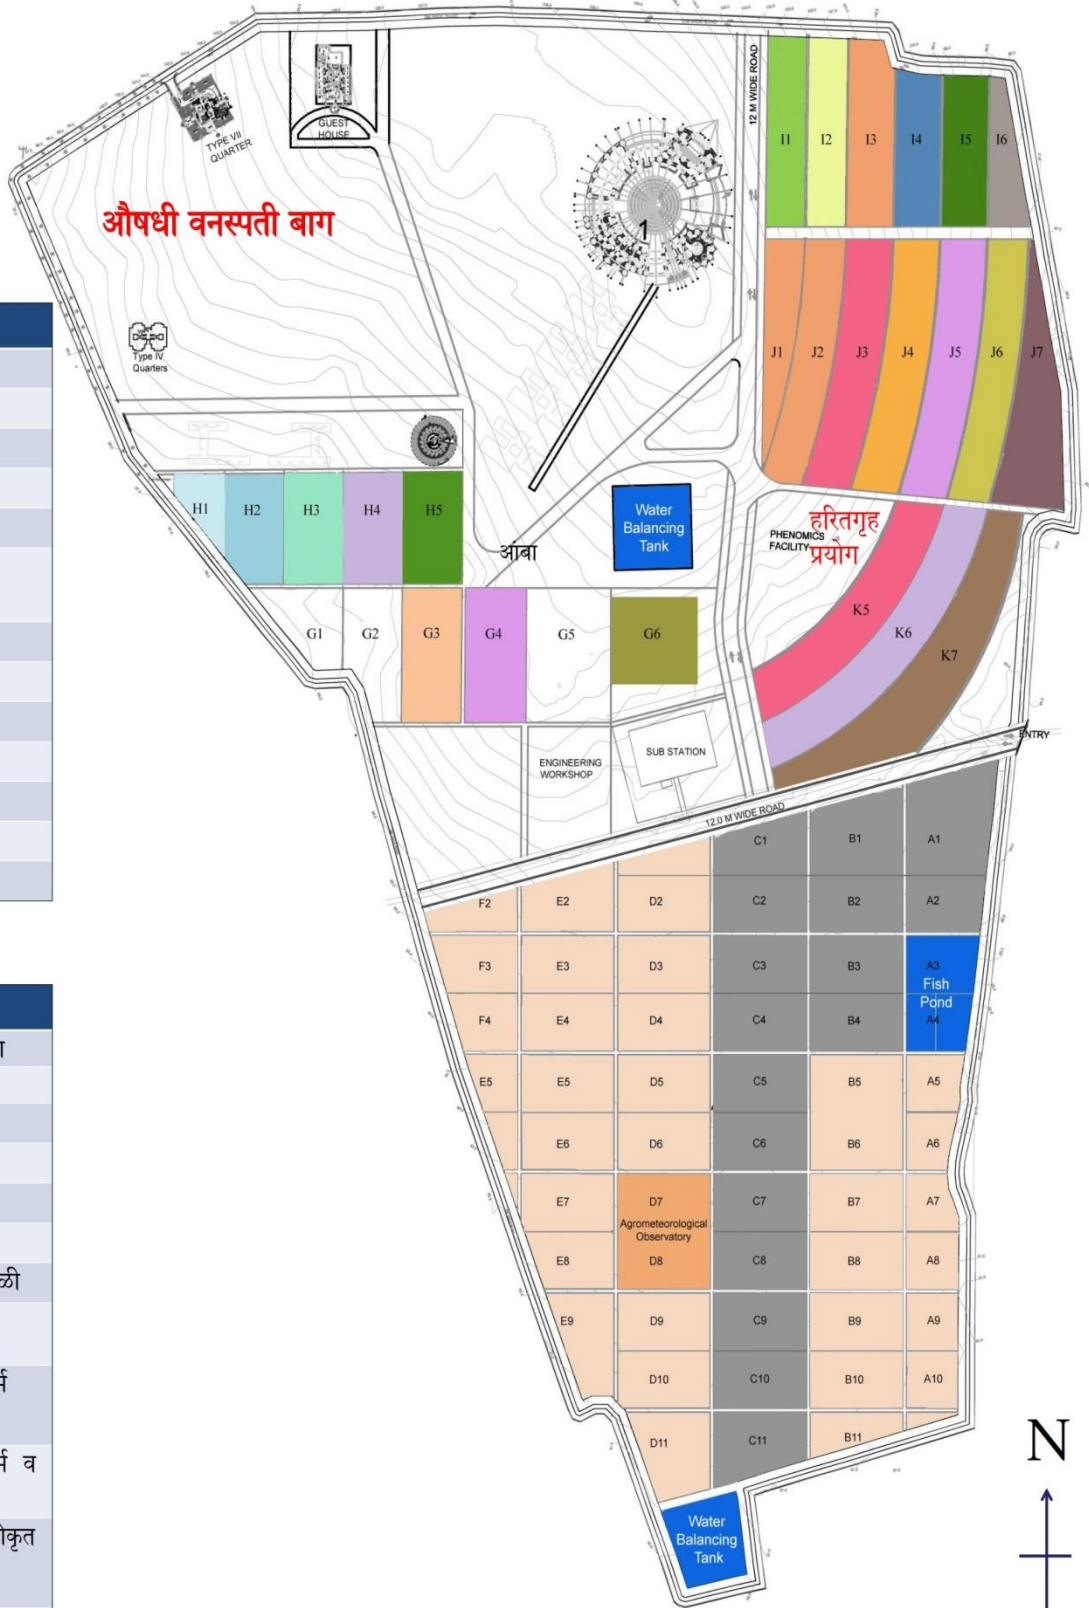 12 M WIDE ROAD
GUEST
HOUSE
TYPE VII
QUARTER
I1 I2 I3 I4 I5 I6
औषधी वनस्पती बाग
1
Type IV
Quarters
J1 J2 J3 J4 J5 J6 J7
H1 H2 H3 H4 H5
Water
Balancing
Tank
आंबा
हरितगृह
प्रयोग
PHENOMICS
FACILITY
K5
K6
K7
G1 G2 G3 G4 G5 G6
ENTRY
SUB STATION
ENGINEERING
WORKSHOP
12.0 M WIDE ROAD
C1 B1 A1
F2 E2 D2 C2 B2 A2
F3 E3 D3 C3 B3 A3
Fish
Pond
F4 E4 D4 C4 B4 A4
E5 E5 D5 C5 B5 A5
E6 D6 C6 B6 A6
E7 D7 C7 B7 A7
Agrometeorological
Observatory
E8 D8 C8 B8 A8
E9 D9 C9 B9 A9
D10 C10 B10 A10
D11 C11 B11
Water
Balancing
Tank
N